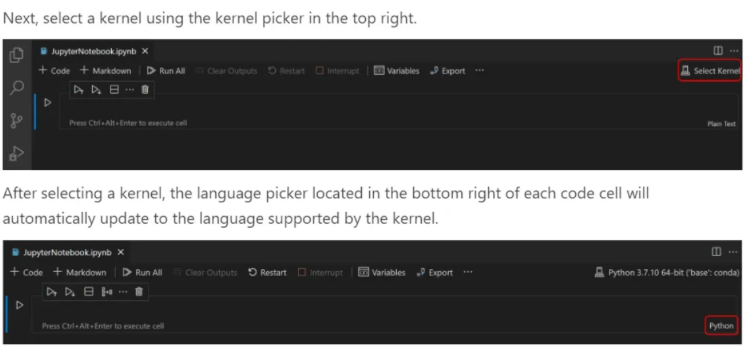 Next, select a kernel using the kernel picker in the top right.
JupyterNotebook.ipynb ×
+ Code + Markdown Run All Clear Outputs Restart Interrupt Variables Export ··· Select Kernel
Press Ctrl+Alt+Enter to execute cell Plain Text
After selecting a kernel, the language picker located in the bottom right of each code cell will
automatically update to the language supported by the kernel.
JupyterNotebook.ipynb ×
+ Code + Markdown Run All Clear Outputs Restart Interrupt Variables Export ··· Python 3.7.10 64-bit ('base': conda)
Press Ctrl+Alt+Enter to execute cell Python